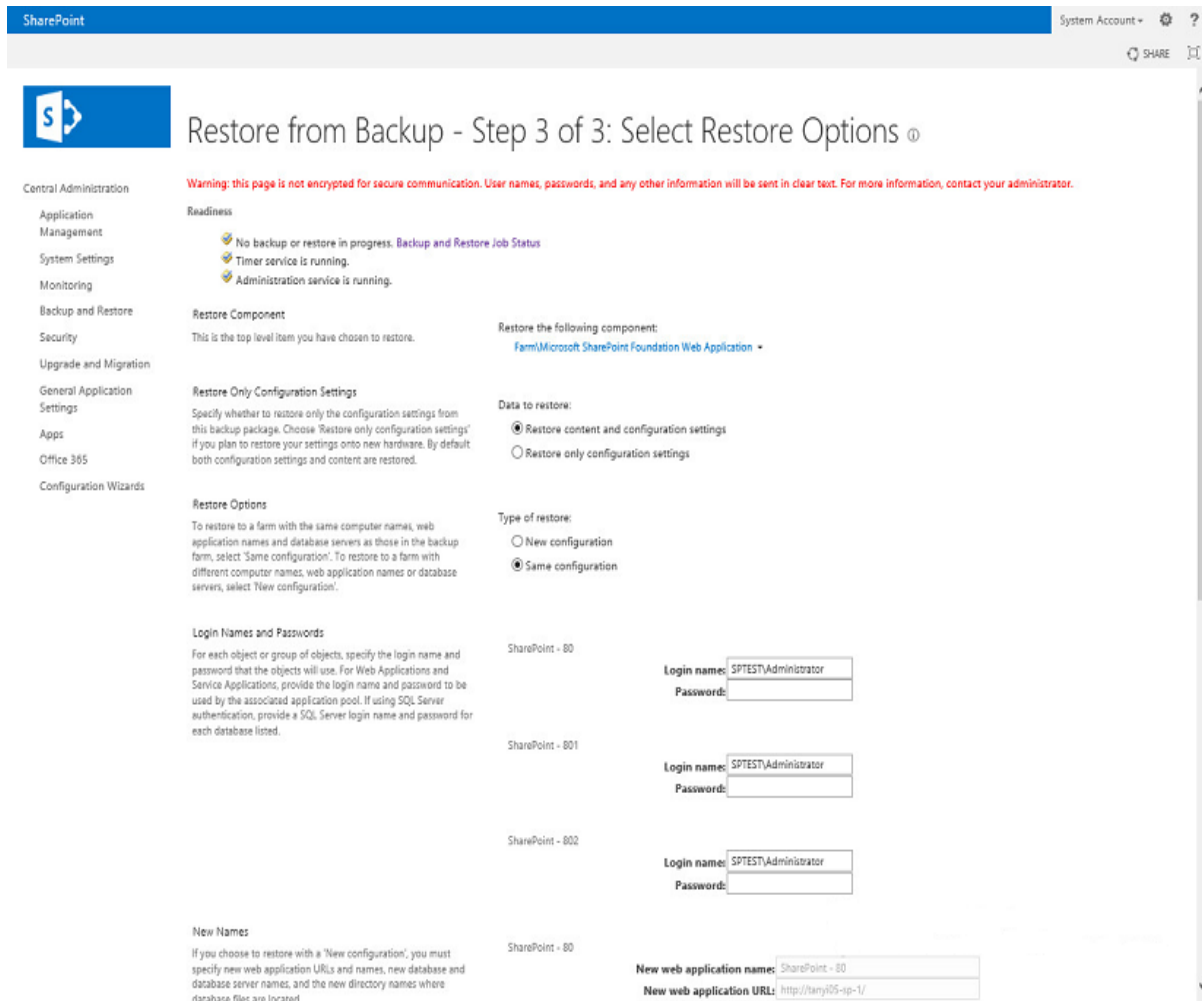 SharePoint
System Account
?
SHARE
S
Restore from Backup - Step 3 of 3: Select Restore Options
Warning: this page is not encrypted for secure communication. User names, passwords, and any other information will be sent in clear text. For more information, contact your administrator.
Central Administration
Application
Management
System Settings
Monitoring
Backup and Restore
Security
Upgrade and Migration
General Application
Settings
Apps
Office 365
Configuration Wizards
Readiness
No backup or restore in progress. Backup and Restore Job Status
Timer service is running.
Administration service is running.
Restore Component
This is the top level item you have chosen to restore.
Restore the following component:
Farm\Microsoft SharePoint Foundation Web Application
Restore Only Configuration Settings
Specify whether to restore only the configuration settings from
this backup package. Choose 'Restore only configuration settings'
if you plan to restore your settings onto new hardware. By default
both configuration settings and content are restored.
Data to restore:
Restore content and configuration settings
Restore only configuration settings
Restore Options
To restore to a farm with the same computer names, web
application names and database servers as those in the backup
farm, select 'Same configuration'. To restore to a farm with
different computer names, web application names or database
servers, select 'New configuration'.
Type of restore:
New configuration
Same configuration
Login Names and Passwords
For each object or group of objects, specify the login name and
password that the objects will use. For Web Applications and
Service Applications, provide the login name and password to be
used by the associated application pool. If using SQL Server
authentication, provide a SQL Server login name and password for
each database listed.
SharePoint - 80
Login name: SPTEST\Administrator
Password:
SharePoint - 801
Login name: SPTEST\Administrator
Password:
SharePoint - 802
Login name: SPTEST\Administrator
Password:
New Names
If you choose to restore with a 'New configuration', you must
specify new web application URLs and names, new database and
database server names, and the new directory names where
database files are located.
SharePoint - 80
New web application name: SharePoint - 80
New web application URL: http://tanyi05-sp-1/